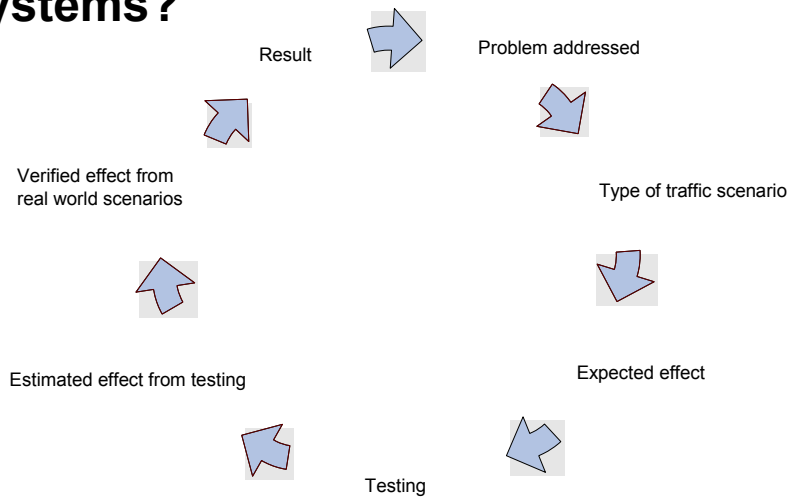 ystems?
Result
Problem addressed
Type of traffic scenario
Expected effect
Testing
Estimated effect from testing
Verified effect from
real world scenarios